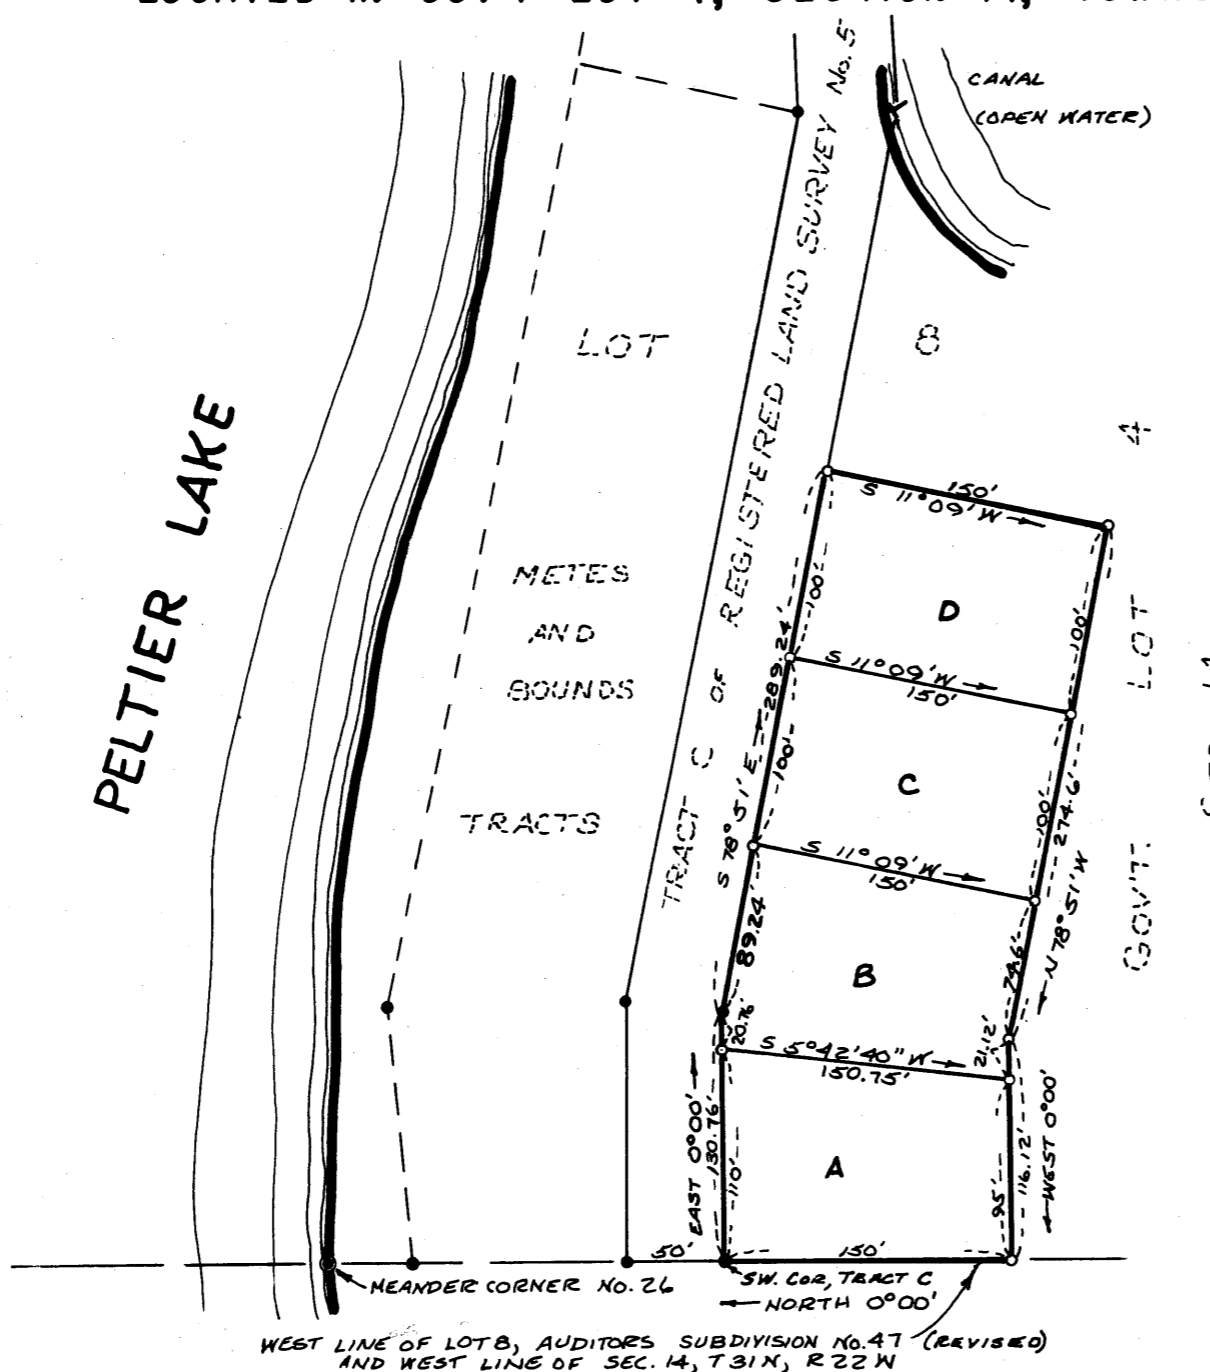 CANAL
(OPEN WATER)
PELTIER LAKE
LOT
8
METES
AND
BOUNDS
TRACTS
TRACT C OF REGISTERED LAND SURVEY No. 5
GOV'T. LOT 4
150'
S 11°09' W
100'
D
100'
S 11°09' W
150'
S 78°51' E
289.24'
100'
C
100'
274.6'
N 78°51' W
S 11°09' W
150'
89.24'
B
74.6'
20.76'
21.12'
S 5°42'40" W
150.75'
EAST 0°00'
130.76'
110'
A
95'
116.12'
WEST 0°00'
50'
150'
MEANDER CORNER No. 26
SW. COR, TRACT C
NORTH 0°00'
WEST LINE OF LOT 8, AUDITORS SUBDIVISION No. 47 (REVISED)
AND WEST LINE OF SEC. 14, T 31 N, R 22 W